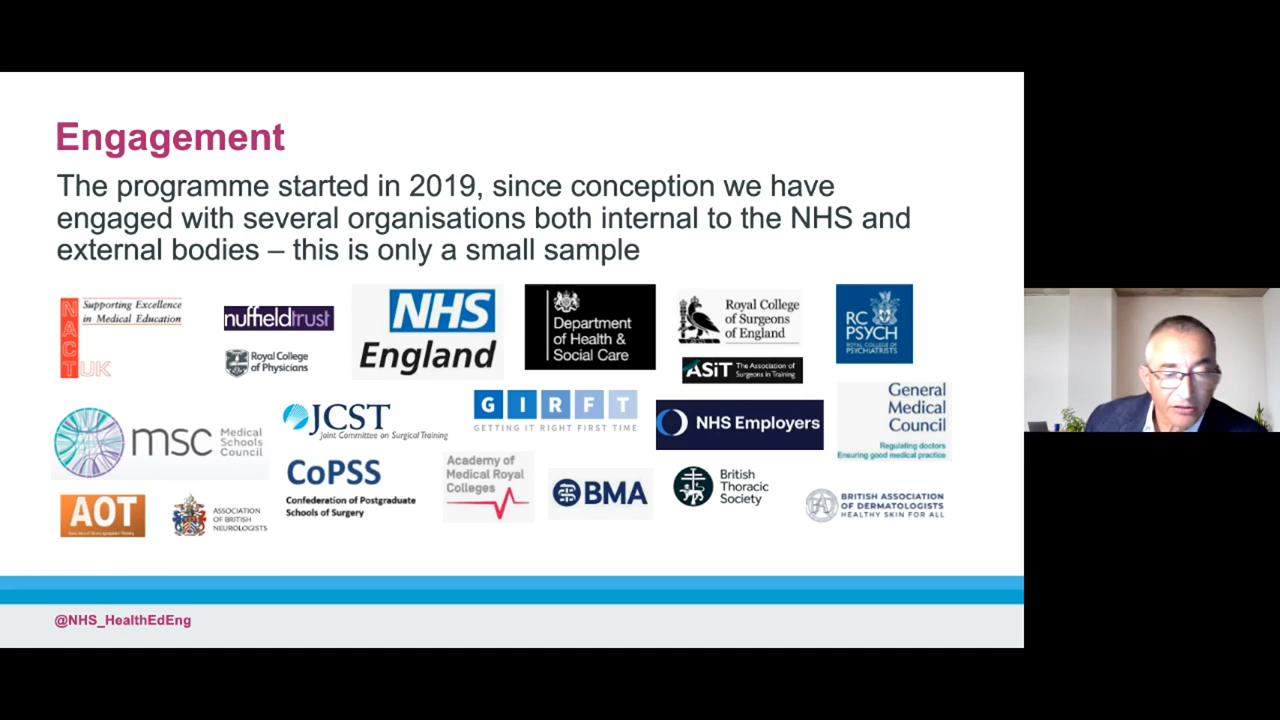 Engagement
The programme started in 2019, since conception we have
engaged with several organisations both internal to the NHS and
external bodies – this is only a small sample
NACT UK
Supporting Excellence
in Medical Education
nuffieldtrust
Royal College
of Physicians
NHS
England
Department
of Health &
Social Care
Royal College
of Surgeons
of England
ASiT The Association of
Surgeons in Training
RC
PSYCH
ROYAL COLLEGE OF
PSYCHIATRISTS
msc
Medical
Schools
Council
JCST
Joint Committee on Surgical Training
GIRFT
GETTING IT RIGHT FIRST TIME
NHS Employers
General
Medical
Council
Regulating doctors
Ensuring good medical practice
CoPSS
Confederation of Postgraduate
Schools of Surgery
Academy of
Medical Royal
Colleges
BMA
British
Thoracic
Society
AOT
ASSOCIATION
OF BRITISH
NEUROLOGISTS
BRITISH ASSOCIATION
OF DERMATOLOGISTS
HEALTHY SKIN FOR ALL
@NHS_HealthEdEng